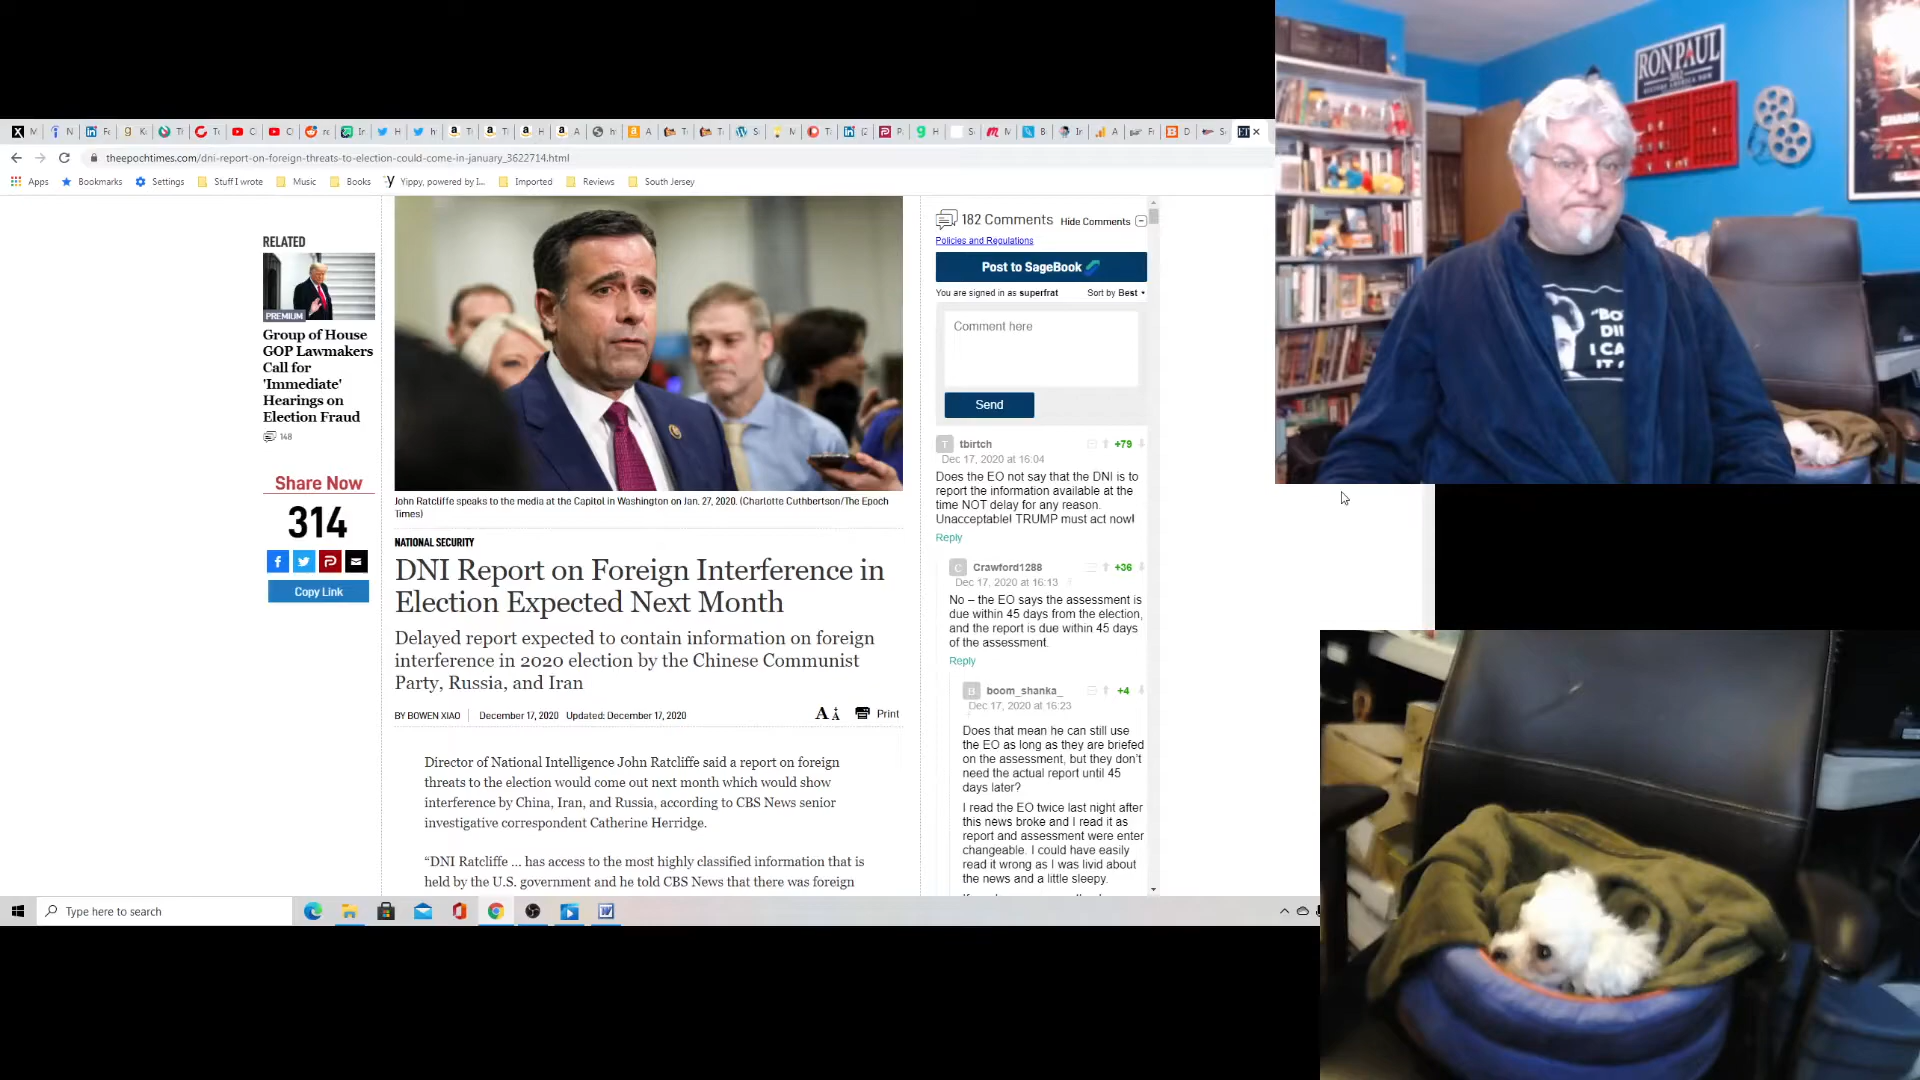 theepochtimes.com/dni-report-on-foreign-threats-to-election-could-come-in-january_3622714.html
Apps
Bookmarks
Settings
Stuff I wrote
Music
Books
Yippy, powered by I...
Imported
Reviews
South Jersey
RELATED
PREMIUM
Group of House
GOP Lawmakers
Call for
'Immediate'
Hearings on
Election Fraud
148
Share Now
314
Copy Link
John Ratcliffe speaks to the media at the Capitol in Washington on Jan. 27, 2020. (Charlotte Cuthbertson/The Epoch
Times)
NATIONAL SECURITY
DNI Report on Foreign Interference in
Election Expected Next Month
Delayed report expected to contain information on foreign
interference in 2020 election by the Chinese Communist
Party, Russia, and Iran
BY BOWEN XIAO December 17, 2020 Updated: December 17, 2020
Print
Director of National Intelligence John Ratcliffe said a report on foreign
threats to the election would come out next month which would show
interference by China, Iran, and Russia, according to CBS News senior
investigative correspondent Catherine Herridge.
“DNI Ratcliffe ... has access to the most highly classified information that is
held by the U.S. government and he told CBS News that there was foreign
182 Comments Hide Comments
Policies and Regulations
Post to SageBook
You are signed in as superfrat Sort by Best
Comment here
Send
T tbirtch +79
Dec 17, 2020 at 16:04
Does the EO not say that the DNI is to
report the information available at the
time NOT delay for any reason.
Unacceptable! TRUMP must act now!
Reply
C Crawford1288 +36
Dec 17, 2020 at 16:13
No – the EO says the assessment is
due within 45 days from the election,
and the report is due within 45 days
of the assessment.
Reply
B boom_shanka_ +4
Dec 17, 2020 at 16:23
Does that mean he can still use
the EO as long as they are briefed
on the assessment, but they don't
need the actual report until 45
days later?
I read the EO twice last night after
this news broke and I read it as
report and assessment were enter
changeable. I could have easily
read it wrong as I was livid about
the news and a little sleepy.
Type here to search
RON PAUL